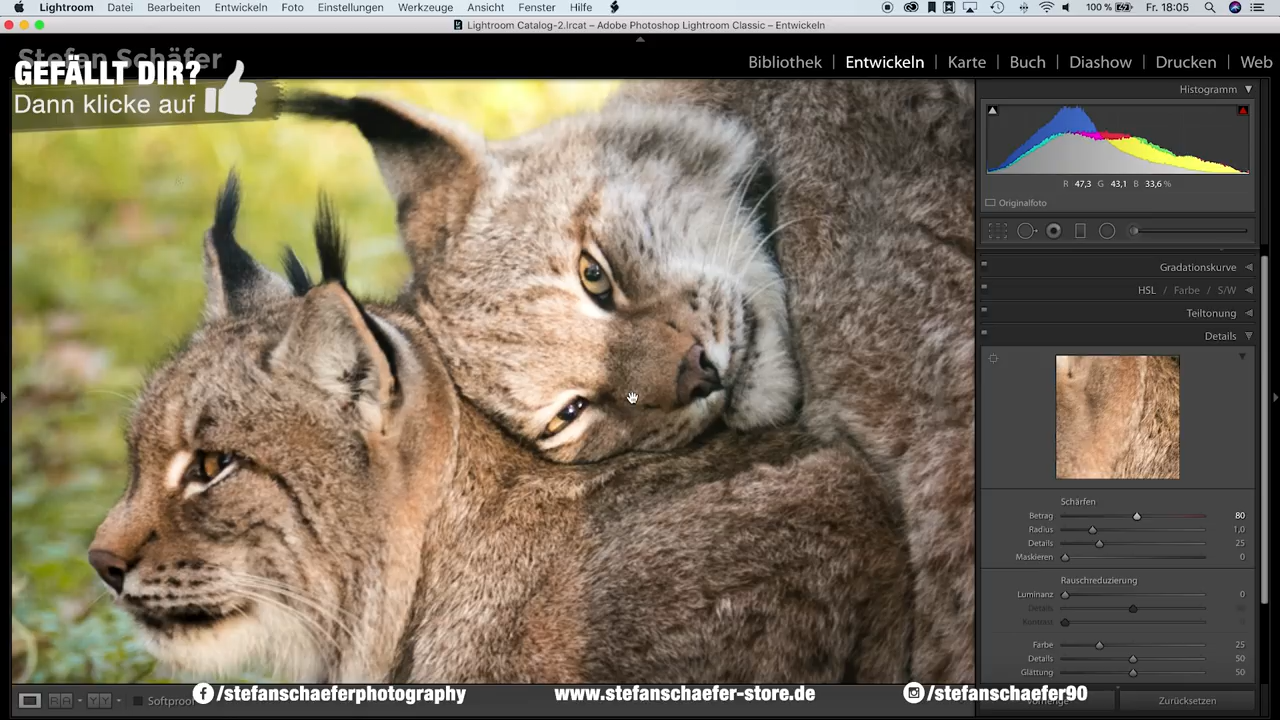 Lightroom Datei Bearbeiten Entwickeln Foto Einstellungen Werkzeuge Ansicht Fenster Hilfe 100 % Fr. 18:05
Lightroom Catalog-2.lrcat – Adobe Photoshop Lightroom Classic – Entwickeln
Stefan Schäfer
GEFÄLLT DIR?
Dann klicke auf
Bibliothek | Entwickeln | Karte | Buch | Diashow | Drucken | Web
Histogramm
R 47,3 G 43,1 B 33,6 %
Originalfoto
Gradationskurve
HSL / Farbe / S/W
Teiltonung
Details
Schärfen
Betrag 80
Radius 1,0
Details 25
Maskieren 0
Rauschreduzierung
Luminanz 0
Details
Kontrast
Farbe 25
Details 50
Glättung 50
Softproof
/stefanschaeferphotography
www.stefanschaefer-store.de
/stefanschaefer90
Vorherige
Zurücksetzen